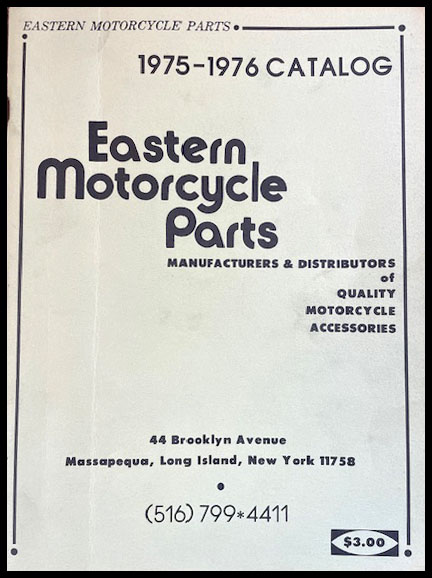 EASTERN MOTORCYCLE PARTS
1975-1976 CATALOG
Eastern
Motorcycle
Parts
MANUFACTURERS & DISTRIBUTORS
of
QUALITY
MOTORCYCLE
ACCESSORIES
44 Brooklyn Avenue
Massapequa, Long Island, New York 11758
(516) 799*4411
$3.00